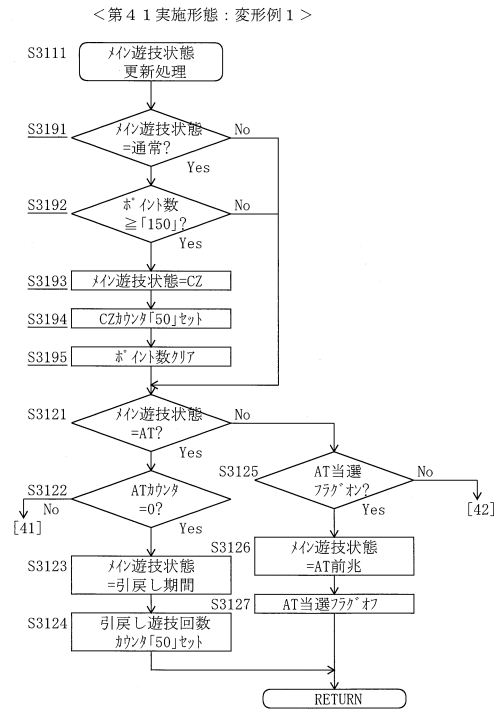 ＜第４１実施形態：変形例１＞
S3111
メイン遊技状態
更新処理
S3191
メイン遊技状態
=通常?
No
Yes
S3192
ポイント数
≧「150」?
No
Yes
S3193
メイン遊技状態=CZ
S3194
CZカウンタ「50」セット
S3195
ポイント数クリア
S3121
メイン遊技状態
=AT?
No
Yes
S3125
AT当選
フラグオン?
No
Yes
[42]
S3122
ATカウンタ
=0?
No
Yes
[41]
S3126
メイン遊技状態
=AT前兆
S3123
メイン遊技状態
=引戻し期間
S3127
AT当選フラグオフ
S3124
引戻し遊技回数
カウンタ「50」セット
RETURN